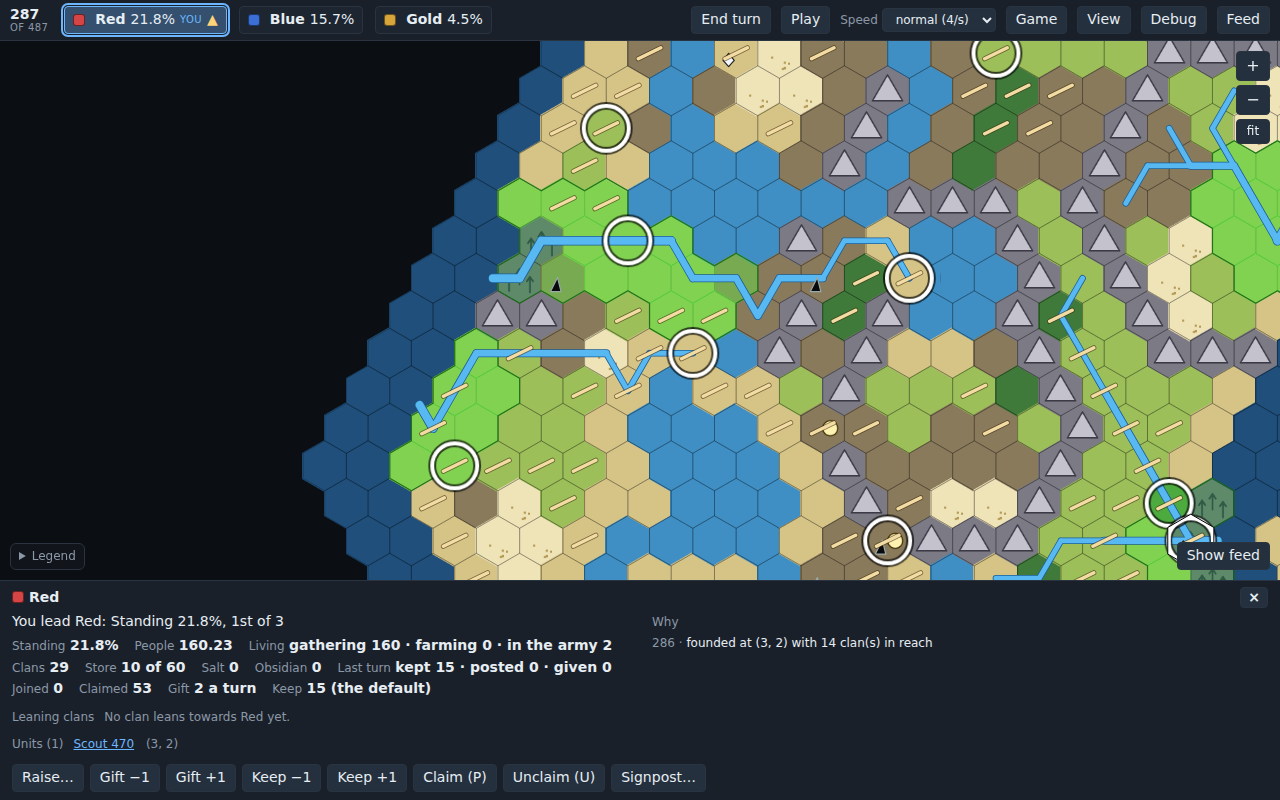 287
OF 487
Red 21.8% YOU ▲
Blue 15.7%
Gold 4.5%
End turn
Play
Speed normal (4/s)
Game
View
Debug
Feed
+
−
fit
Legend
Show feed
Red
×
You lead Red: Standing 21.8%, 1st of 3
Standing 21.8% People 160.23 Living gathering 160 · farming 0 · in the army 2
Clans 29 Store 10 of 60 Salt 0 Obsidian 0 Last turn kept 15 · posted 0 · given 0
Joined 0 Claimed 53 Gift 2 a turn Keep 15 (the default)
Leaning clans No clan leans towards Red yet.
Units (1) Scout 470 (3, 2)
Why
286 · founded at (3, 2) with 14 clan(s) in reach
Raise…
Gift −1
Gift +1
Keep −1
Keep +1
Claim (P)
Unclaim (U)
Signpost…